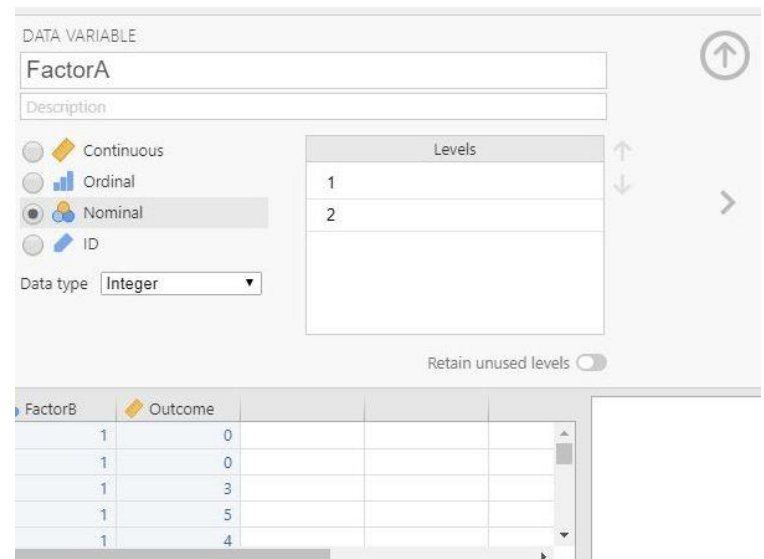 DATA VARIABLE
FactorA
Description
Continuous
Levels
Ordinal
1
Nominal
2
ID
Data type Integer
Retain unused levels
FactorB Outcome
1 0
1 0
1 3
1 5
1 4